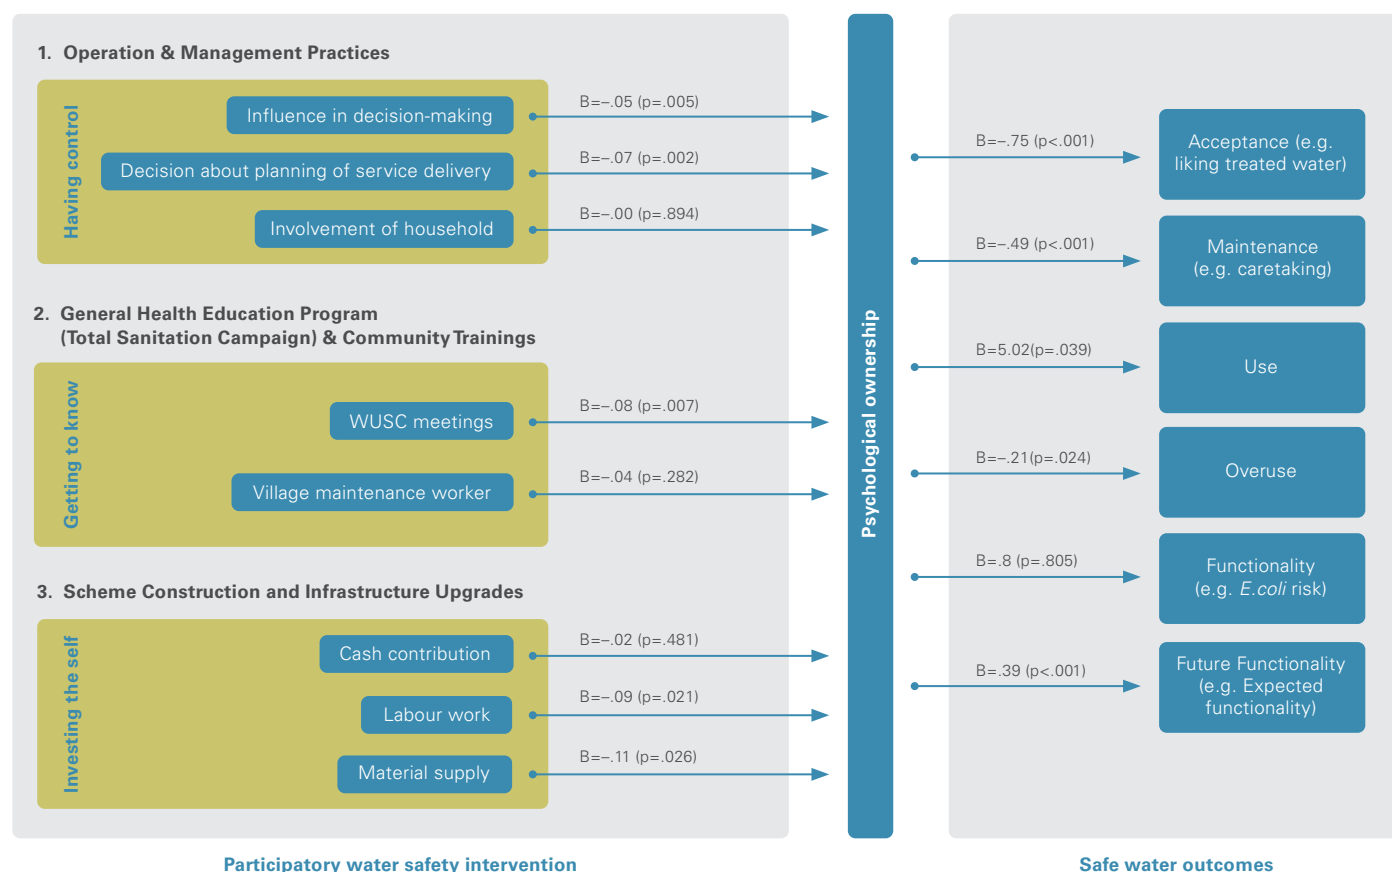 1. Operation & Management Practices
Having control
Influence in decision-making
B=–.05 (p=.005)
Decision about planning of service delivery
B=–.07 (p=.002)
Involvement of household
B=–.00 (p=.894)
2. General Health Education Program
(Total Sanitation Campaign) & Community Trainings
Getting to know
WUSC meetings
B=–.08 (p=.007)
Village maintenance worker
B=–.04 (p=.282)
3. Scheme Construction and Infrastructure Upgrades
Investing the self
Cash contribution
B=–.02 (p=.481)
Labour work
B=–.09 (p=.021)
Material supply
B=–.11 (p=.026)
Participatory water safety intervention
Psychological ownership
B=–.75 (p<.001)
Acceptance (e.g.
liking treated water)
B=–.49 (p<.001)
Maintenance
(e.g. caretaking)
B=5.02(p=.039)
Use
B=–.21(p=.024)
Overuse
B=.8 (p=.805)
Functionality
(e.g. E.coli risk)
B=.39 (p<.001)
Future Functionality
(e.g. Expected
functionality)
Safe water outcomes